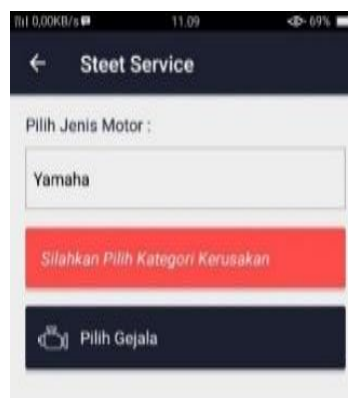 0,00KB/s 11.09 69%
Steet Service
Pilih Jenis Motor :
Yamaha
Silahkan Pilih Kategori Kerusakan
Pilih Gejala